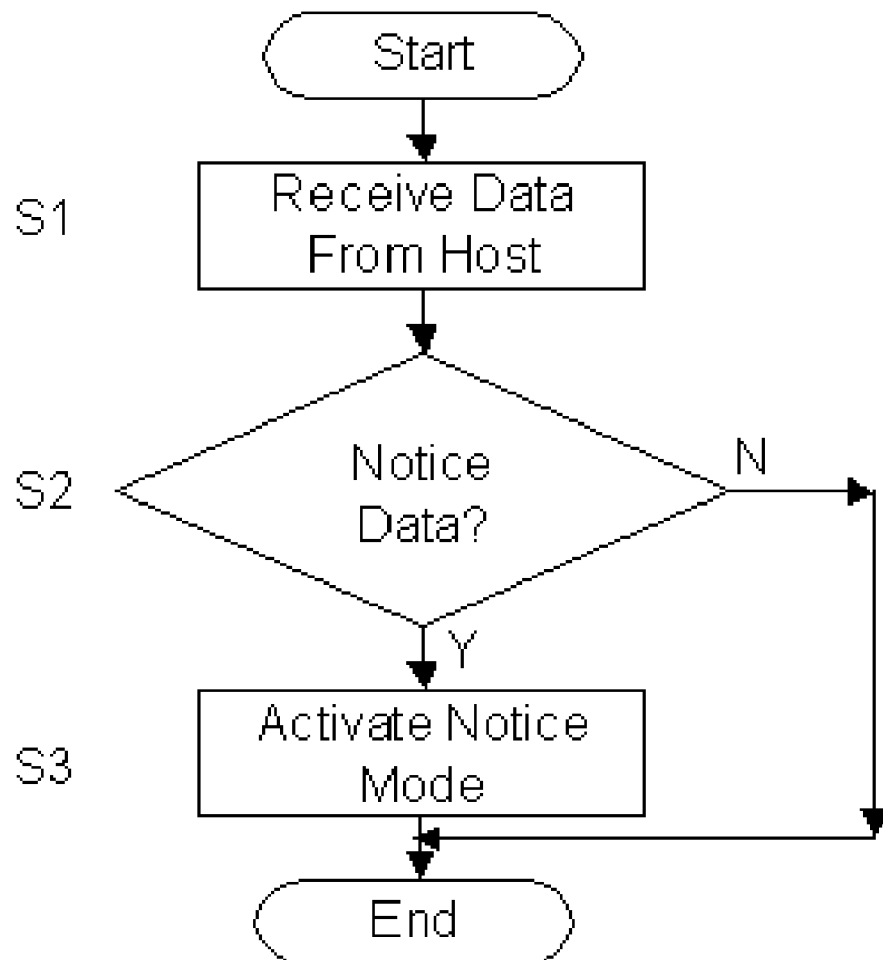 Start
S1
Receive Data
From Host
S2
Notice
Data?
N
Y
S3
Activate Notice
Mode
End